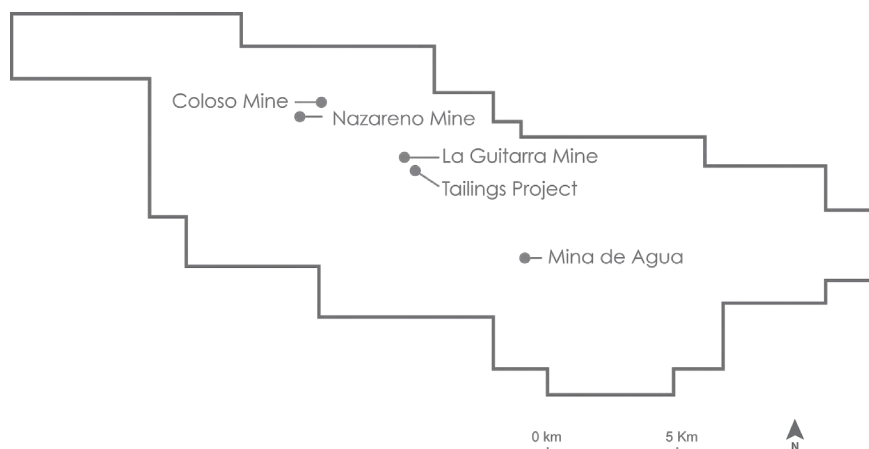 Coloso Mine
Nazareno Mine
La Guitarra Mine
Tailings Project
Mina de Agua
0 km
5 Km
N